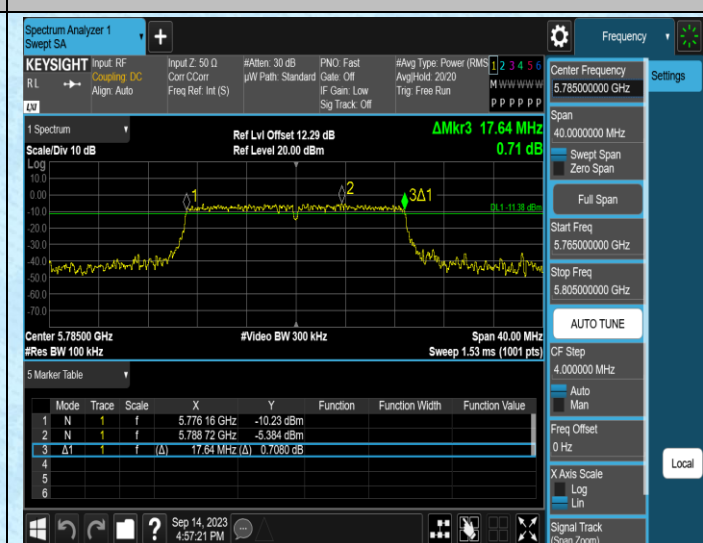 Spectrum Analyzer 1
Swept SA
Frequency
KEYSIGHT
RL
LXI
Input: RF
Coupling: DC
Align: Auto
Input Z: 50 Ω
Corr CCorr
Freq Ref: Int (S)
#Atten: 30 dB
µW Path: Standard
PNO: Fast
Gate: Off
IF Gain: Low
Sig Track: Off
#Avg Type: Power (RMS
Avg|Hold: 20/20
Trig: Free Run
1 2 3 4 5 6
M W W W W W
P P P P P P
1 Spectrum
Scale/Div 10 dB
Ref Lvl Offset 12.29 dB
Ref Level 20.00 dBm
ΔMkr3 17.64 MHz
0.71 dB
Log
10.0
0.00
-10.0
-20.0
-30.0
-40.0
-50.0
-60.0
-70.0
1
2
3Δ1
DL1 -11.38 dBm
Center 5.78500 GHz
#Res BW 100 kHz
#Video BW 300 kHz
Span 40.00 MHz
Sweep 1.53 ms (1001 pts)
5 Marker Table
Mode Trace Scale X Y Function Function Width Function Value
1 N 1 f 5.776 16 GHz -10.23 dBm
2 N 1 f 5.788 72 GHz -5.384 dBm
3 Δ1 1 f (Δ) 17.64 MHz (Δ) 0.7080 dB
4
5
6
Sep 14, 2023
4:57:21 PM
Center Frequency
5.785000000 GHz
Settings
Span
40.0000000 MHz
Swept Span
Zero Span
Full Span
Start Freq
5.765000000 GHz
Stop Freq
5.805000000 GHz
AUTO TUNE
CF Step
4.000000 MHz
Auto
Man
Freq Offset
0 Hz
X Axis Scale
Log
Lin
Local
Signal Track
(Span Zoom)